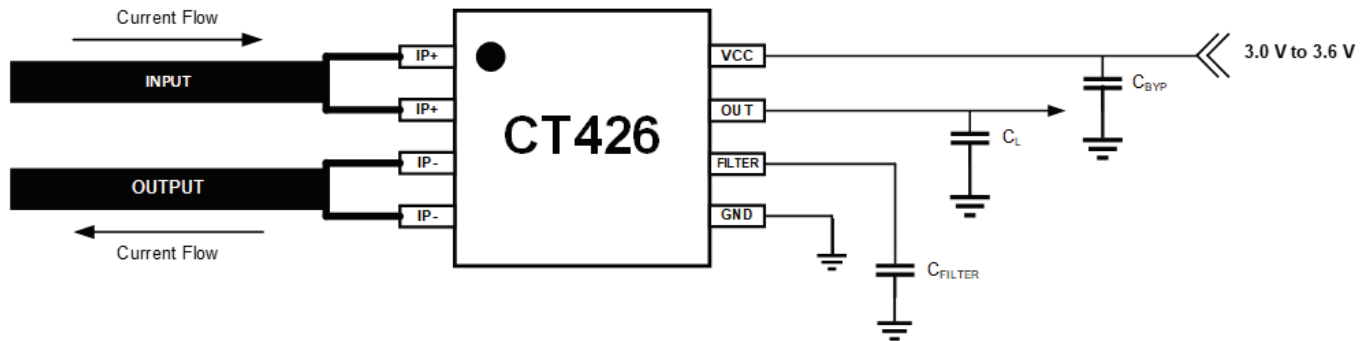 Current Flow
INPUT
OUTPUT
Current Flow
IP+
IP+
IP-
IP-
CT426
VCC
OUT
FILTER
GND
3.0 V to 3.6 V
CBYP
CL
CFILTER